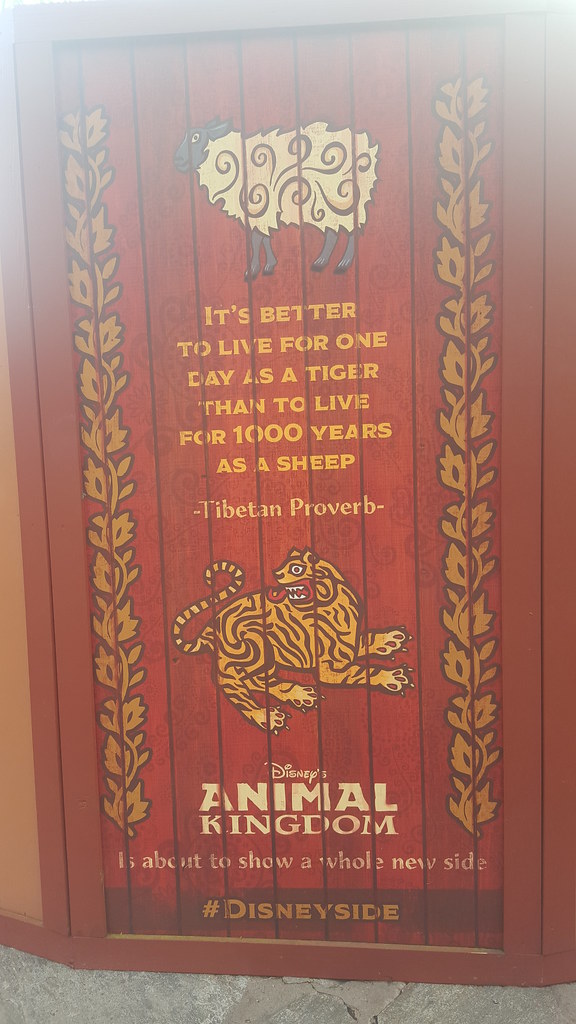 It's better
to live for one
day as a tiger
than to live
for 1000 years
as a sheep
-Tibetan Proverb-
Disney's
Animal
Kingdom
Is about to show a whole new side
#Disneyside